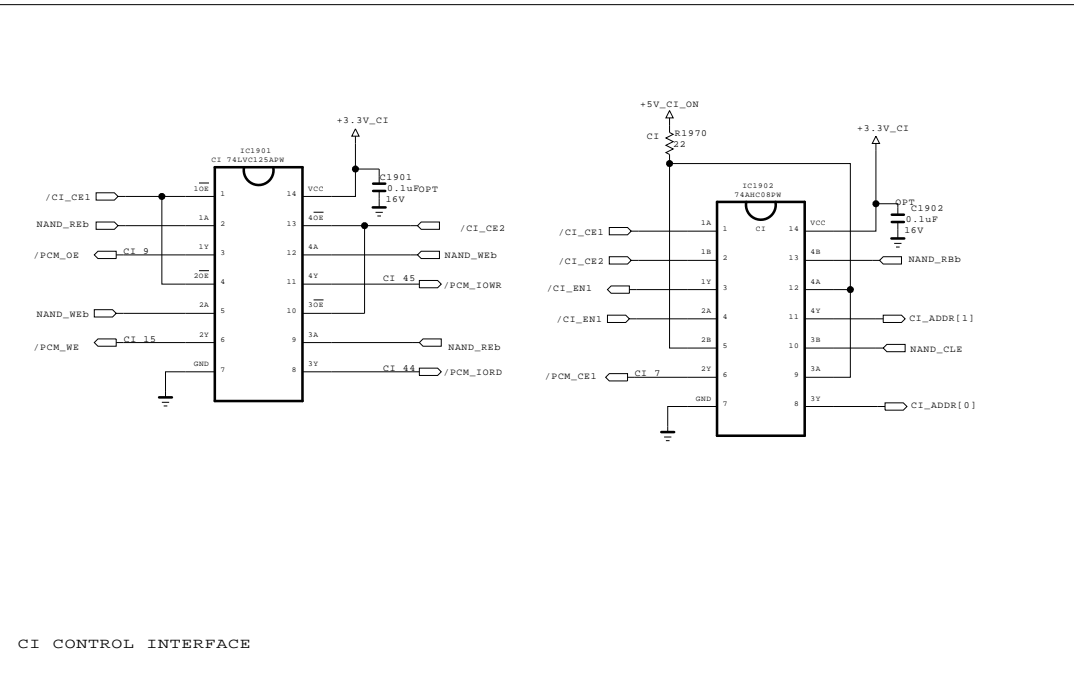 +3.3V_CI
IC1901
CI 74LVC125APW
C1901
0.1uF
OPT
16V
/CI_CE1
1OE
1
14
VCC
NAND_REb
1A
2
13
4OE
/CI_CE2
/PCM_OE
CI 9
1Y
3
12
4A
NAND_WEb
2OE
4
11
4Y
CI 45
/PCM_IOWR
NAND_WEb
2A
5
10
3OE
/PCM_WE
CI 15
2Y
6
9
3A
NAND_REb
GND
7
8
3Y
CI 44
/PCM_IORD
+5V_CI_ON
CI
R1970
22
+3.3V_CI
IC1902
74AHC08PW
CI
OPT
C1902
0.1uF
16V
/CI_CE1
1A
1
14
VCC
/CI_CE2
1B
2
13
4B
NAND_RBb
/CI_EN1
1Y
3
12
4A
/CI_EN1
2A
4
11
4Y
CI_ADDR[1]
2B
5
10
3B
NAND_CLE
/PCM_CE1
CI 7
2Y
6
9
3A
GND
7
8
3Y
CI_ADDR[0]
CI CONTROL INTERFACE